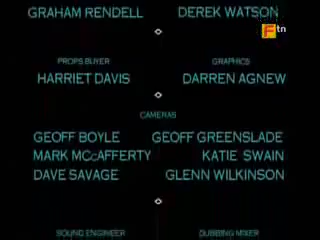 GRAHAM RENDELL DEREK WATSON
Ftn
PROPS BUYER GRAPHICS
HARRIET DAVIS DARREN AGNEW
CAMERAS
GEOFF BOYLE GEOFF GREENSLADE
MARK McCAFFERTY KATIE SWAIN
DAVE SAVAGE GLENN WILKINSON
SOUND ENGINEER DUBBING MIXER